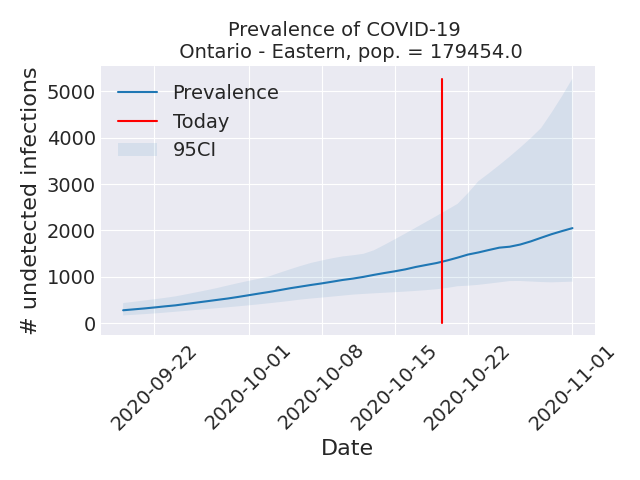 Prevalence of COVID-19
Ontario - Eastern, pop. = 179454.0
# undetected infections
5000
4000
3000
2000
1000
0
Prevalence
Today
95CI
2020-09-22
2020-10-01
2020-10-08
2020-10-15
2020-10-22
2020-11-01
Date